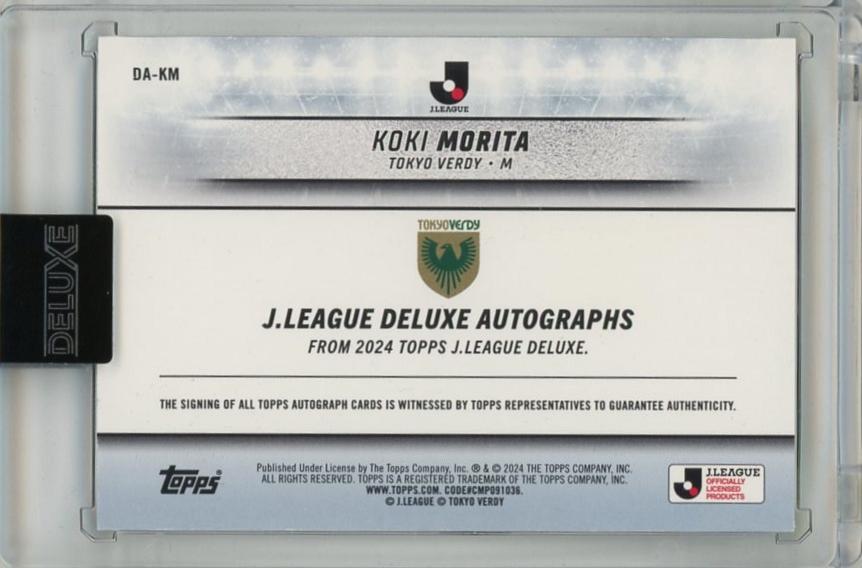 DA-KM
J.LEAGUE
KOKI MORITA
TOKYO VERDY • M
DELUXE
TOKYO VERDY
J.LEAGUE DELUXE AUTOGRAPHS
FROM 2024 TOPPS J.LEAGUE DELUXE.
THE SIGNING OF ALL TOPPS AUTOGRAPH CARDS IS WITNESSED BY TOPPS REPRESENTATIVES TO GUARANTEE AUTHENTICITY.
Topps®
Published Under License by The Topps Company, Inc. ® & © 2024 THE TOPPS COMPANY, INC.
ALL RIGHTS RESERVED. TOPPS IS A REGISTERED TRADEMARK OF THE TOPPS COMPANY, INC.
WWW.TOPPS.COM. CODE#CMP091036.
© J.LEAGUE © TOKYO VERDY
J.LEAGUE
OFFICIALLY
LICENSED
PRODUCTS